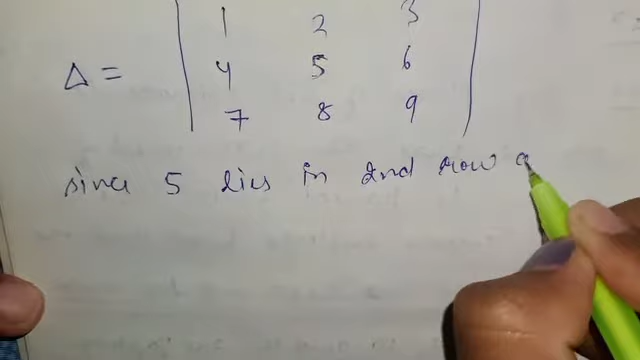 1 2 3
Δ = 4 5 6
7 8 9
since 5 lies in 2nd row a